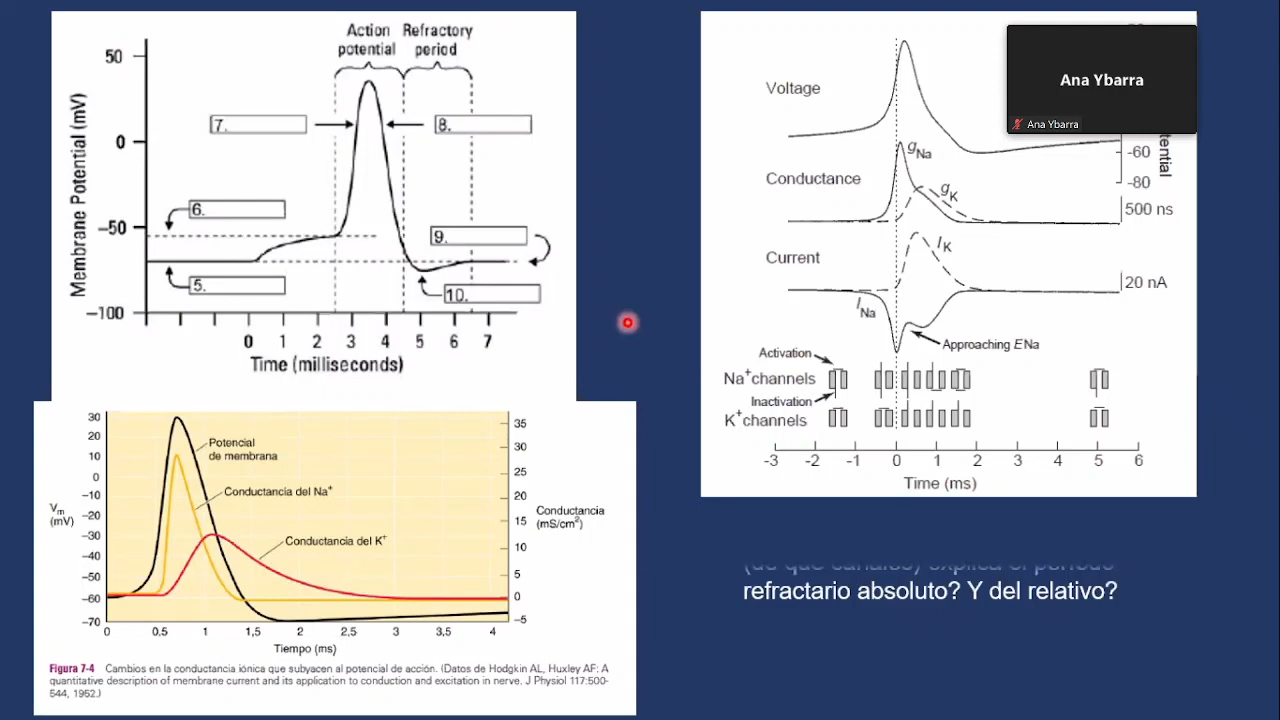 Action Refractory
potential period
50
0
-50
-100
Membrane Potential (mV)
7.
8.
6.
9.
5.
10.
0 1 2 3 4 5 6 7
Time (milliseconds)
Voltage
Conductance
gNa
gK
Current
IK
INa
Approaching ENa
-60
-80
500 ns
20 nA
Ana Ybarra
Ana Ybarra
Activation
Na+channels
Inactivation
K+channels
-3 -2 -1 0 1 2 3 4 5 6
Time (ms)
30
20
10
0
–10
–20
–30
–40
–50
–60
–70
Vm
(mV)
Potencial
de membrana
Conductancia del Na+
Conductancia del K+
35
30
25
20
15
10
5
0
–5
Conductancia
(mS/cm2)
0 0,5 1 1,5 2 2,5 3 3,5 4
Tiempo (ms)
Figura 7-4 Cambios en la conductancia iónica que subyacen al potencial de acción. (Datos de Hodgkin AL, Huxley AF: A
quantitative description of membrane current and its application to conduction and excitation in nerve. J Physiol 117:500-
544, 1952.)
(de que canales) explica el periodo
refractario absoluto? Y del relativo?